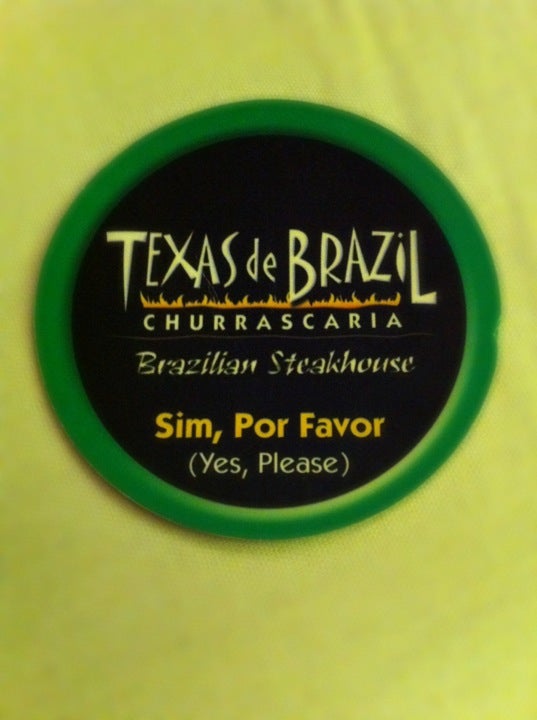 TEXAS de BRAZiL
CHURRASCARIA
Brazilian Steakhouse
Sim, Por Favor
(Yes, Please)